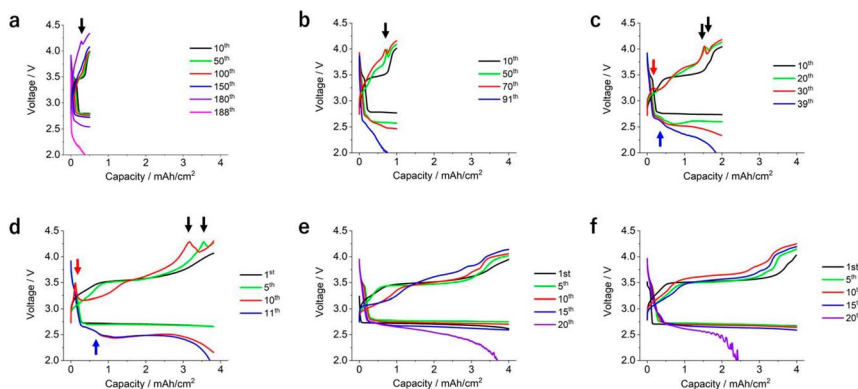 a
b
c
Voltage / V
4.5
4.0
3.5
3.0
2.5
2.0
0 1 2 3 4
Capacity / mAh/cm²
10th
50th
100th
150th
180th
188th
Voltage / V
4.5
4.0
3.5
3.0
2.5
2.0
0 1 2 3 4
Capacity / mAh/cm²
10th
50th
70th
91th
Voltage / V
4.5
4.0
3.5
3.0
2.5
2.0
0 1 2 3 4
Capacity / mAh/cm²
10th
20th
30th
39th
d
e
f
Voltage / V
4.5
4.0
3.5
3.0
2.5
2.0
0 1 2 3 4
Capacity / mAh/cm²
1st
5th
10th
11th
Voltage / V
4.5
4.0
3.5
3.0
2.5
2.0
0 1 2 3 4
Capacity / mAh/cm²
1st
5th
10th
15th
20th
Voltage / V
4.5
4.0
3.5
3.0
2.5
2.0
0 1 2 3 4
Capacity / mAh/cm²
1st
5th
10th
15th
20th